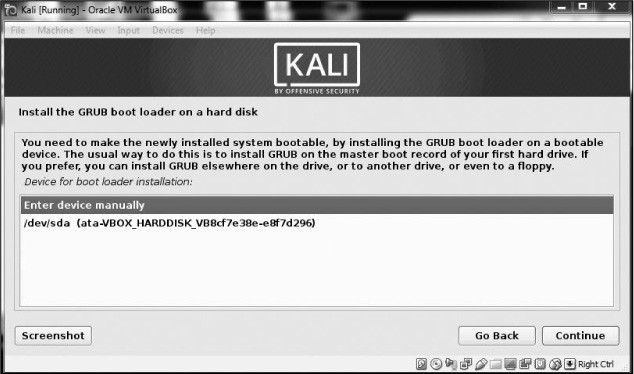 Kali [Running] - Oracle VM VirtualBox
File Machine View Input Devices Help
KALI
BY OFFENSIVE SECURITY
Install the GRUB boot loader on a hard disk
You need to make the newly installed system bootable, by installing the GRUB boot loader on a bootable
device. The usual way to do this is to install GRUB on the master boot record of your first hard drive. If
you prefer, you can install GRUB elsewhere on the drive, or to another drive, or even to a floppy.
Device for boot loader installation:
Enter device manually
/dev/sda (ata-VBOX_HARDDISK_VB8cf7e38e-e8f7d296)
Screenshot
Go Back
Continue
Right Ctrl